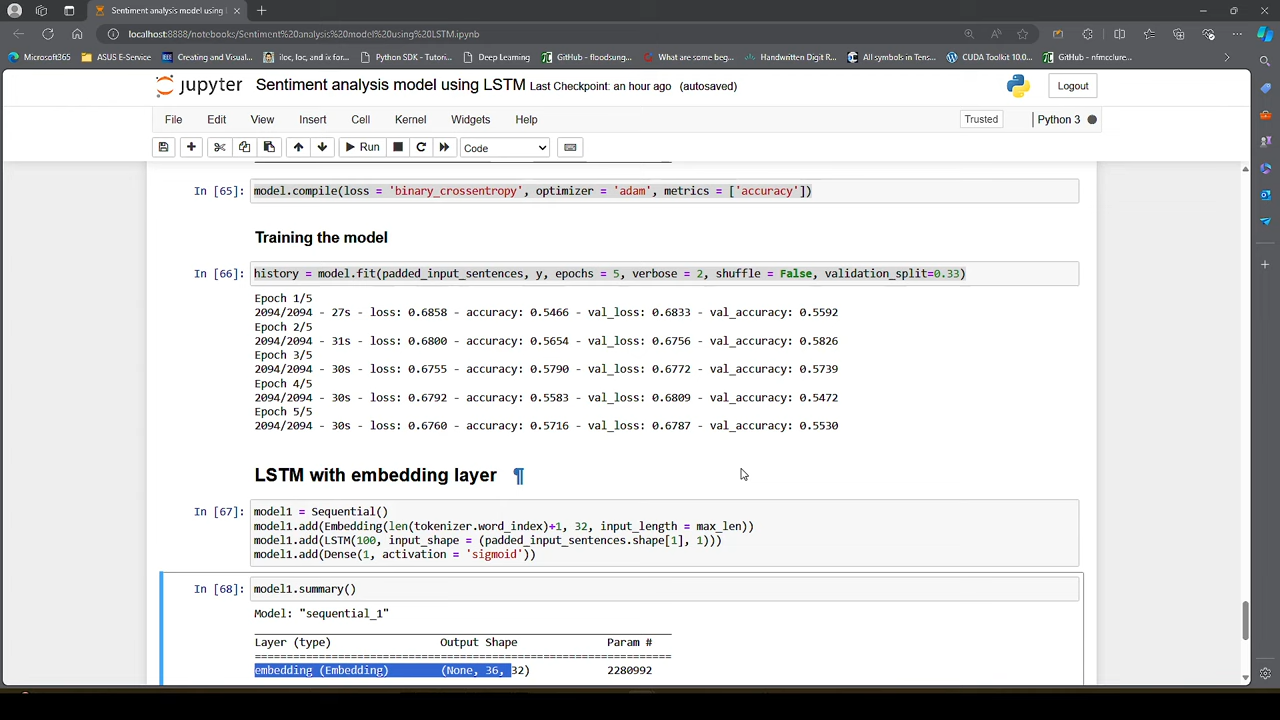 Sentiment analysis model using
localhost:8888/notebooks/Sentiment%20analysis%20model%20using%20LSTM.ipynb
Microsoft365
ASUS E-Service
Creating and Visual...
iloc, loc, and ix for...
Python SDK - Tutori...
Deep Learning
GitHub - floodsung...
What are some beg...
Handwritten Digit R...
All symbols in Tens...
CUDA Toolkit 10.0...
GitHub - nfmcclure...
jupyter Sentiment analysis model using LSTM Last Checkpoint: an hour ago (autosaved)
Logout
File Edit View Insert Cell Kernel Widgets Help
Trusted
Python 3
Run
Code
In [65]: model.compile(loss = 'binary_crossentropy', optimizer = 'adam', metrics = ['accuracy'])
Training the model
In [66]: history = model.fit(padded_input_sentences, y, epochs = 5, verbose = 2, shuffle = False, validation_split=0.33)
Epoch 1/5
2094/2094 - 27s - loss: 0.6858 - accuracy: 0.5466 - val_loss: 0.6833 - val_accuracy: 0.5592
Epoch 2/5
2094/2094 - 31s - loss: 0.6800 - accuracy: 0.5654 - val_loss: 0.6756 - val_accuracy: 0.5826
Epoch 3/5
2094/2094 - 30s - loss: 0.6755 - accuracy: 0.5790 - val_loss: 0.6772 - val_accuracy: 0.5739
Epoch 4/5
2094/2094 - 30s - loss: 0.6792 - accuracy: 0.5583 - val_loss: 0.6809 - val_accuracy: 0.5472
Epoch 5/5
2094/2094 - 30s - loss: 0.6760 - accuracy: 0.5716 - val_loss: 0.6787 - val_accuracy: 0.5530
LSTM with embedding layer ¶
In [67]: model1 = Sequential()
model1.add(Embedding(len(tokenizer.word_index)+1, 32, input_length = max_len))
model1.add(LSTM(100, input_shape = (padded_input_sentences.shape[1], 1)))
model1.add(Dense(1, activation = 'sigmoid'))
In [68]: model1.summary()
Model: "sequential_1"
Layer (type) Output Shape Param #
=================================================================
embedding (Embedding) (None, 36, 32) 2280992